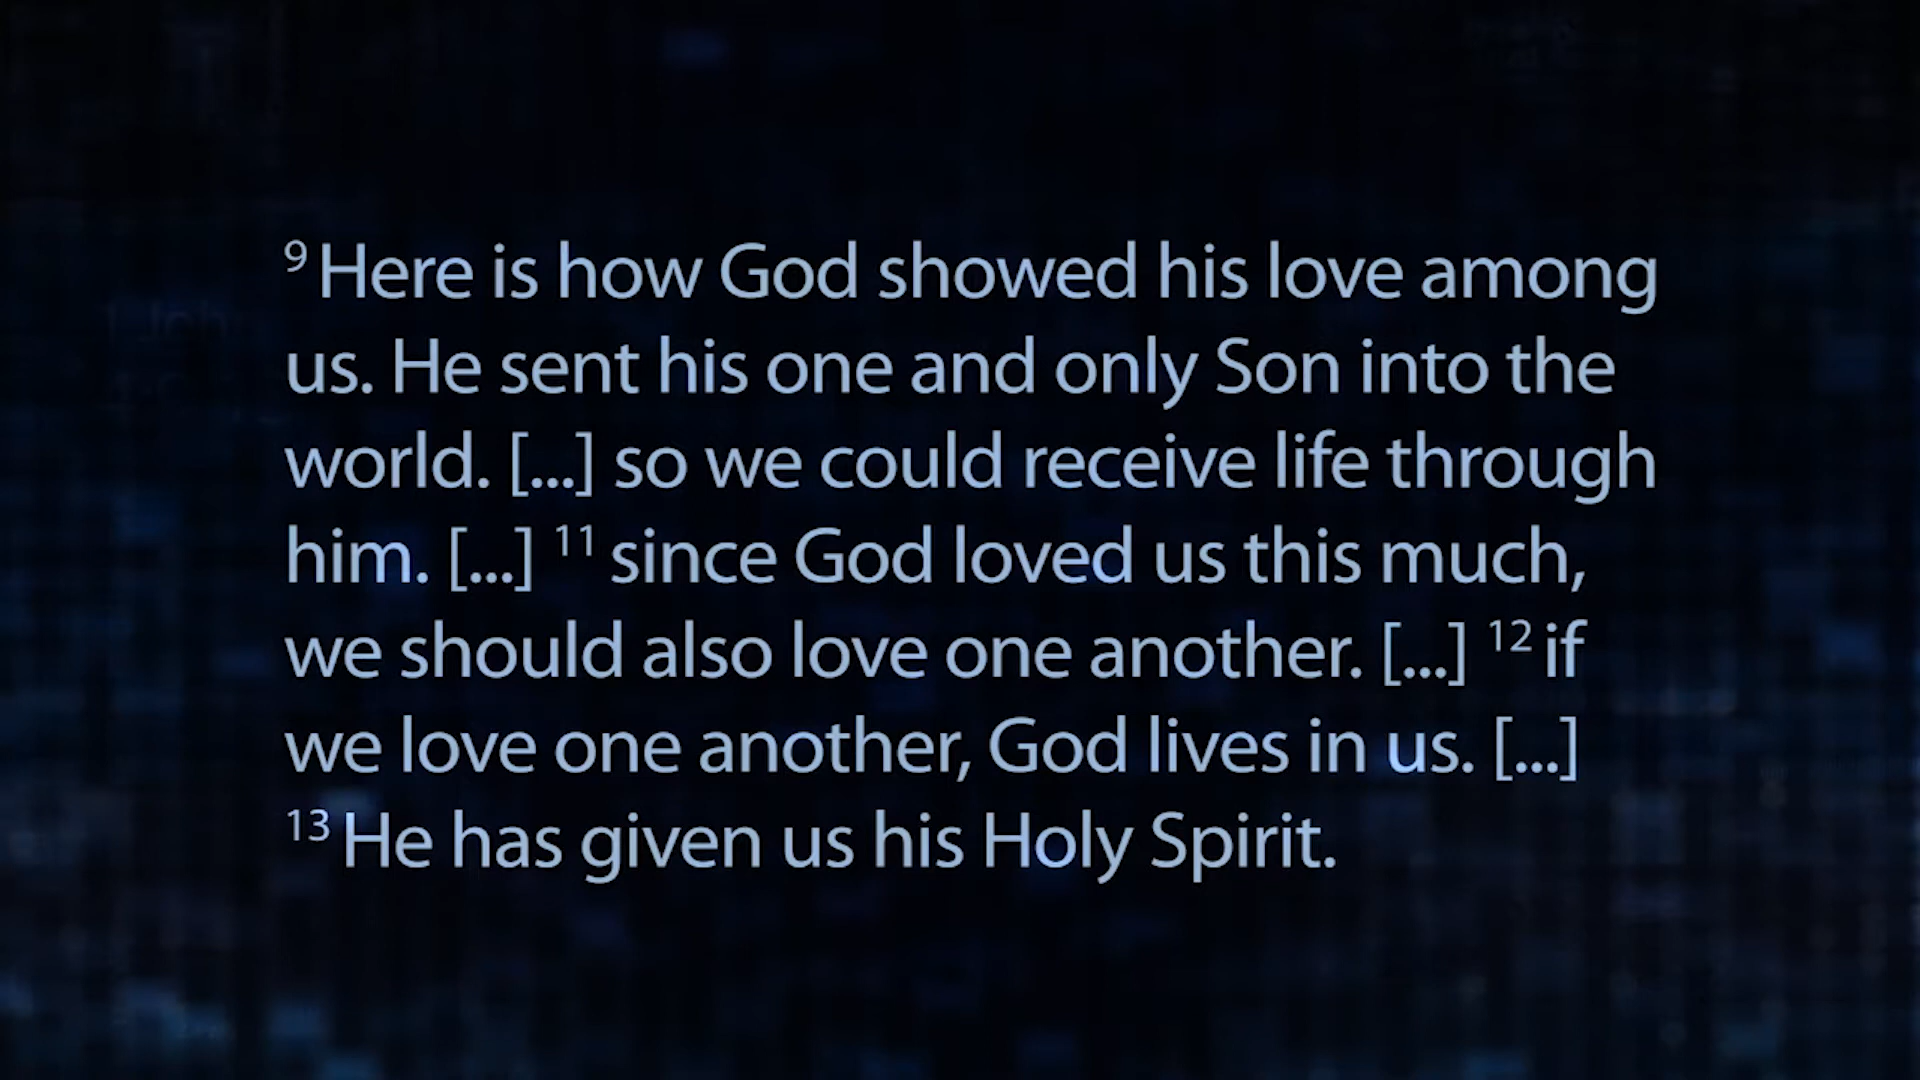 9 Here is how God showed his love among
us. He sent his one and only Son into the
world. [...] so we could receive life through
him. [...] 11 since God loved us this much,
we should also love one another. [...] 12 if
we love one another, God lives in us. [...]
13 He has given us his Holy Spirit.